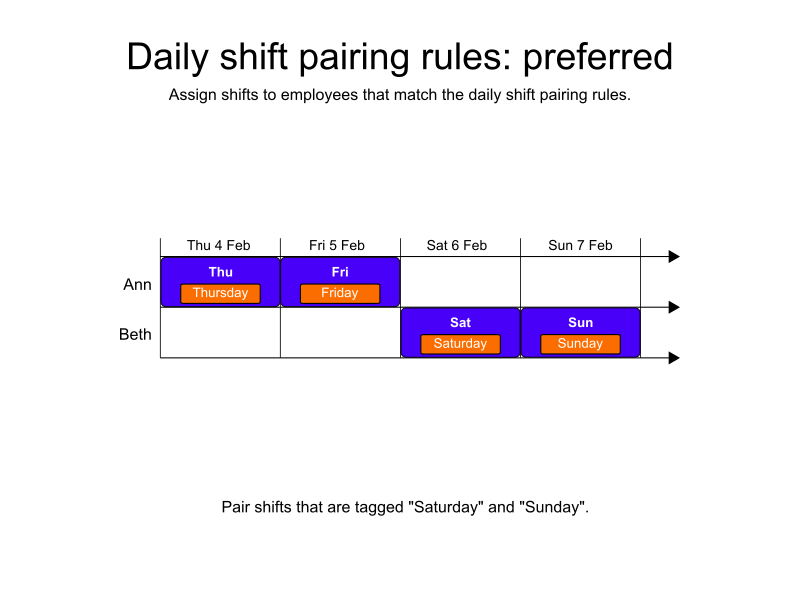 Daily shift pairing rules: preferred
Assign shifts to employees that match the daily shift pairing rules.
Thu 4 Feb Fri 5 Feb Sat 6 Feb Sun 7 Feb
Ann Thu Fri
Thursday Friday
Beth Sat Sun
Saturday Sunday
Pair shifts that are tagged "Saturday" and "Sunday".